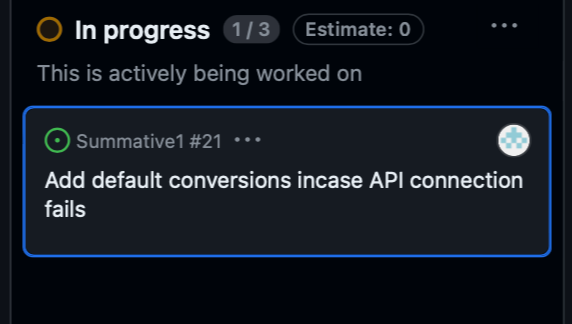 In progress 1 / 3 Estimate: 0
This is actively being worked on
Summative1 #21
Add default conversions incase API connection
fails